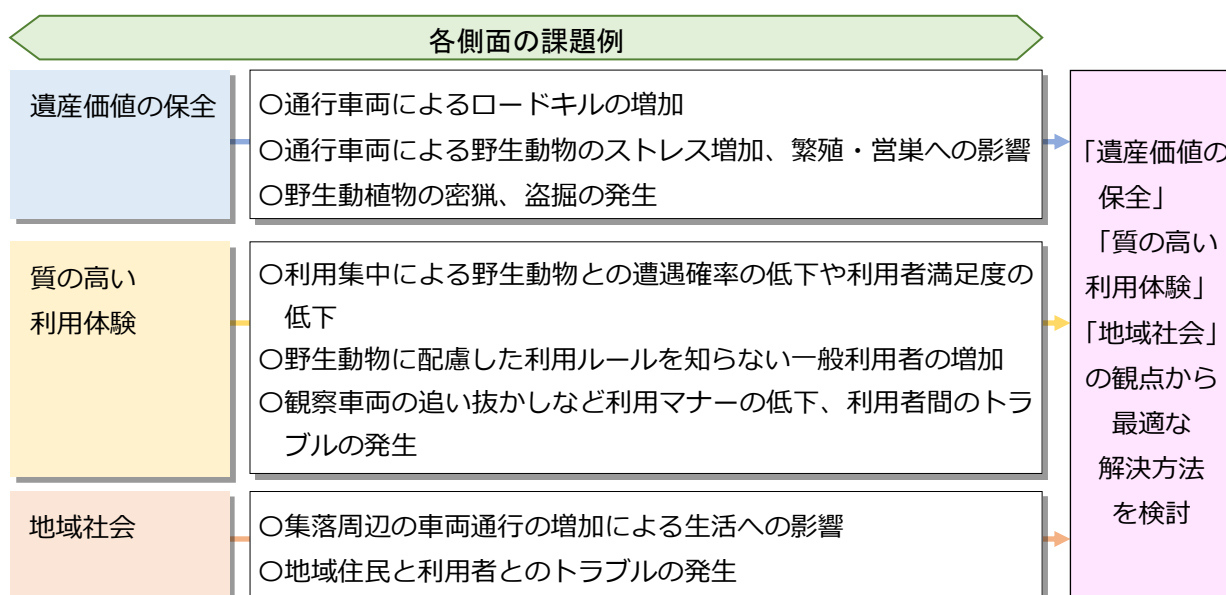 各側面の課題例
遺産価値の保全
〇通行車両によるロードキルの増加
〇通行車両による野生動物のストレス増加、繁殖・営巣への影響
〇野生動植物の密猟、盗掘の発生
質の高い
利用体験
〇利用集中による野生動物との遭遇確率の低下や利用者満足度の
低下
〇野生動物に配慮した利用ルールを知らない一般利用者の増加
〇観察車両の追い抜かしなど利用マナーの低下、利用者間のトラ
ブルの発生
地域社会
〇集落周辺の車両通行の増加による生活への影響
〇地域住民と利用者とのトラブルの発生
「遺産価値の
保全」
「質の高い
利用体験」
「地域社会」
の観点から
最適な
解決方法
を検討